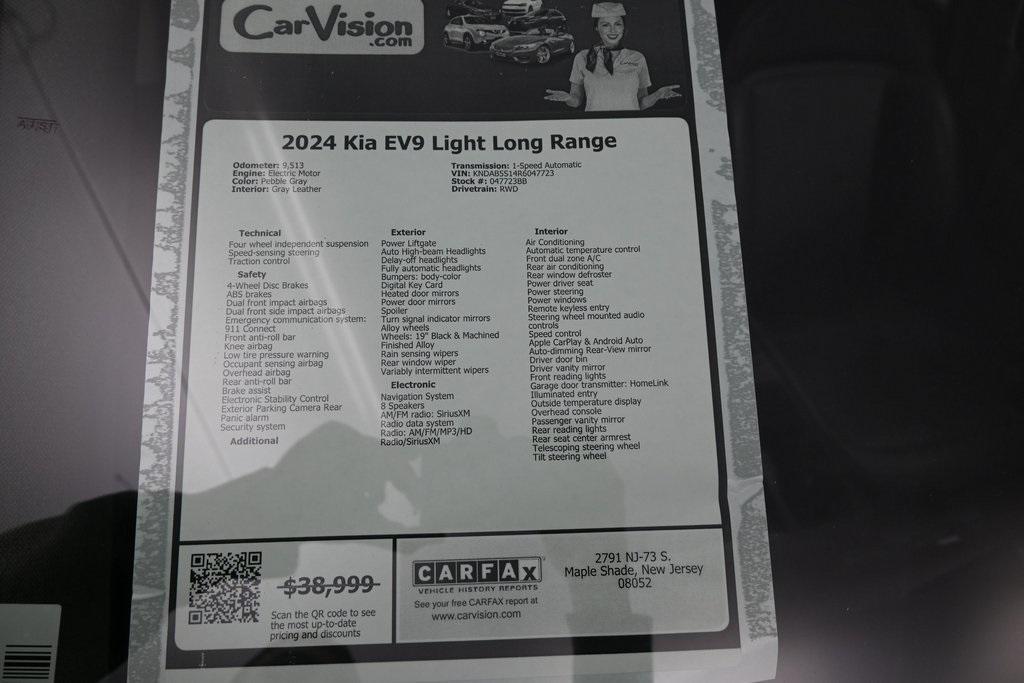 CarVision
.com
2024 Kia EV9 Light Long Range
Odometer: 9,513
Engine: Electric Motor
Color: Pebble Gray
Interior: Gray Leather
Transmission: 1-Speed Automatic
VIN: KNDAB5S14R6047723
Stock #: 047723BB
Drivetrain: RWD
Technical
Four wheel independent suspension
Speed-sensing steering
Traction control
Safety
4-Wheel Disc Brakes
ABS brakes
Dual front impact airbags
Dual front side impact airbags
Emergency communication system:
911 Connect
Front anti-roll bar
Knee airbag
Low tire pressure warning
Occupant sensing airbag
Overhead airbag
Rear anti-roll bar
Brake assist
Electronic Stability Control
Exterior Parking Camera Rear
Panic alarm
Security system
Additional
Exterior
Power Liftgate
Auto High-beam Headlights
Delay-off headlights
Fully automatic headlights
Bumpers: body-color
Digital Key Card
Heated door mirrors
Power door mirrors
Spoiler
Turn signal indicator mirrors
Alloy wheels
Wheels: 19" Black & Machined
Finished Alloy
Rain sensing wipers
Rear window wiper
Variably intermittent wipers
Electronic
Navigation System
8 Speakers
AM/FM radio: SiriusXM
Radio data system
Radio: AM/FM/MP3/HD
Radio/SiriusXM
Interior
Air Conditioning
Automatic temperature control
Front dual zone A/C
Rear air conditioning
Rear window defroster
Power driver seat
Power steering
Power windows
Remote keyless entry
Steering wheel mounted audio
controls
Speed control
Apple CarPlay & Android Auto
Auto-dimming Rear-View mirror
Driver door bin
Driver vanity mirror
Front reading lights
Garage door transmitter: HomeLink
Illuminated entry
Outside temperature display
Overhead console
Passenger vanity mirror
Rear reading lights
Rear seat center armrest
Telescoping steering wheel
Tilt steering wheel
$38,999
Scan the QR code to see
the most up-to-date
pricing and discounts
CARFAX
VEHICLE HISTORY REPORTS
See your free CARFAX report at
www.carvision.com
2791 NJ-73 S.
Maple Shade, New Jersey
08052